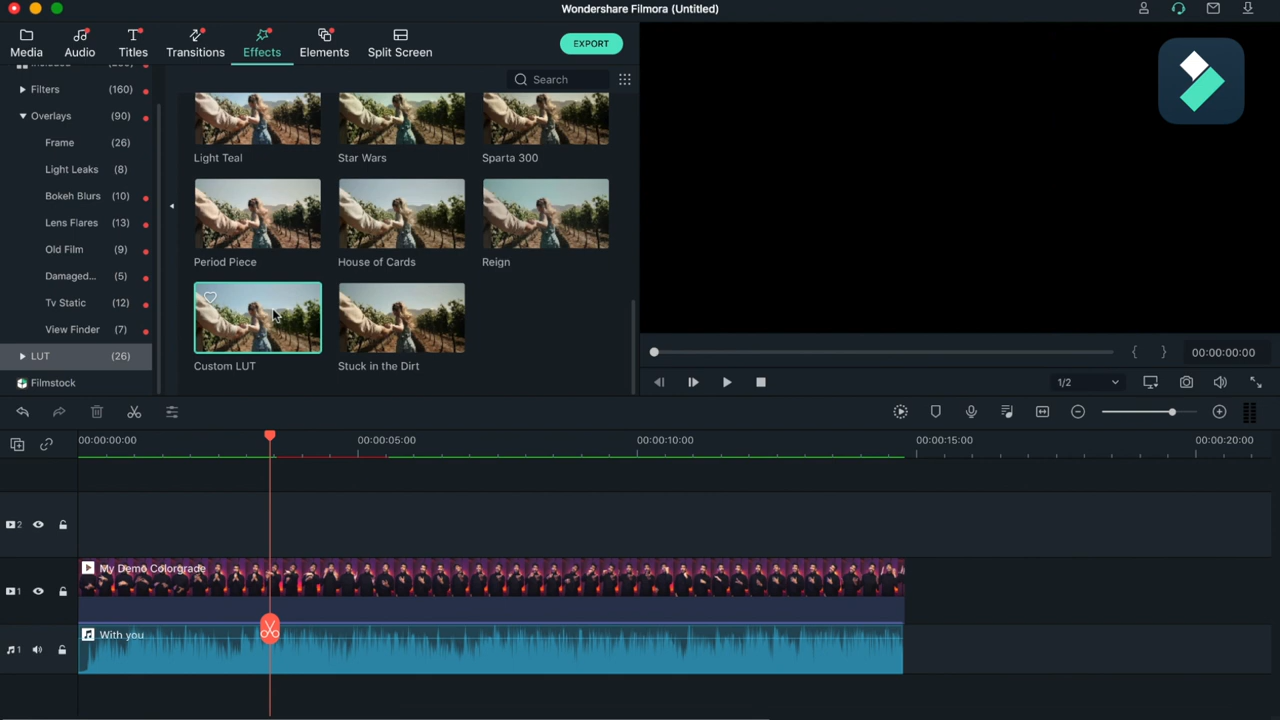 Wondershare Filmora (Untitled)
Media
Audio
Titles
Transitions
Effects
Elements
Split Screen
EXPORT
Filters (160)
Overlays (90)
Frame (26)
Light Leaks (8)
Bokeh Blurs (10)
Lens Flares (13)
Old Film (9)
Damaged... (5)
Tv Static (12)
View Finder (7)
LUT (26)
Filmstock
Search
Light Teal
Star Wars
Sparta 300
Period Piece
House of Cards
Reign
Custom LUT
Stuck in the Dirt
{ } 00:00:00:00
1/2
00:00:00:00 00:00:05:00 00:00:10:00 00:00:15:00 00:00:20:00
2
1 My Demo Colorgrade
1 With you